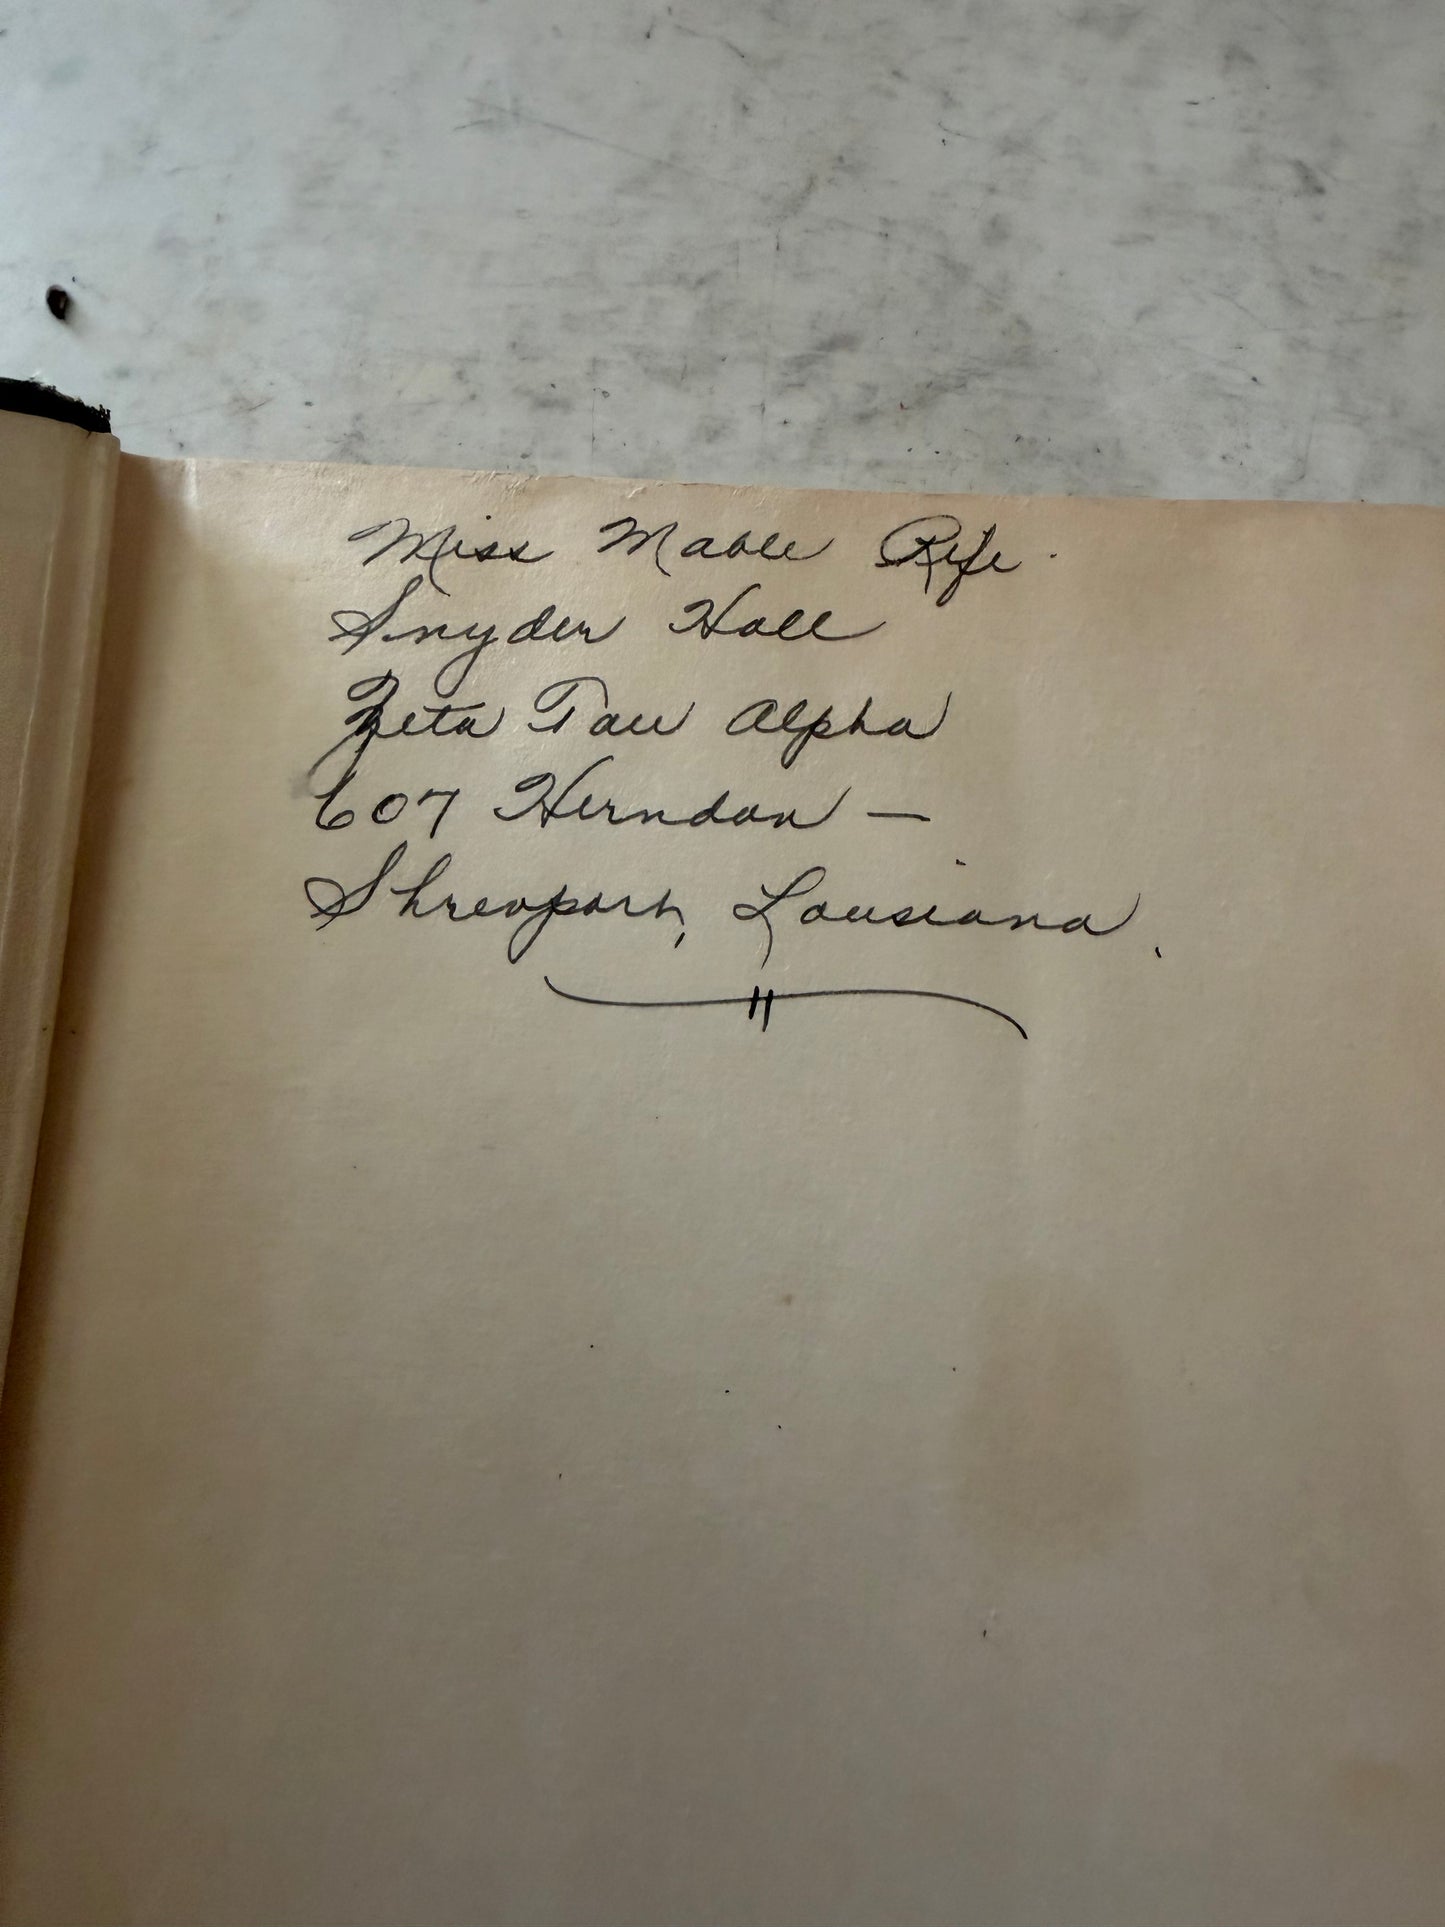 Miss Mable Rife.
Snyder Hall
Zeta Tau Alpha
607 Herndon —
Shreveport, Louisiana.